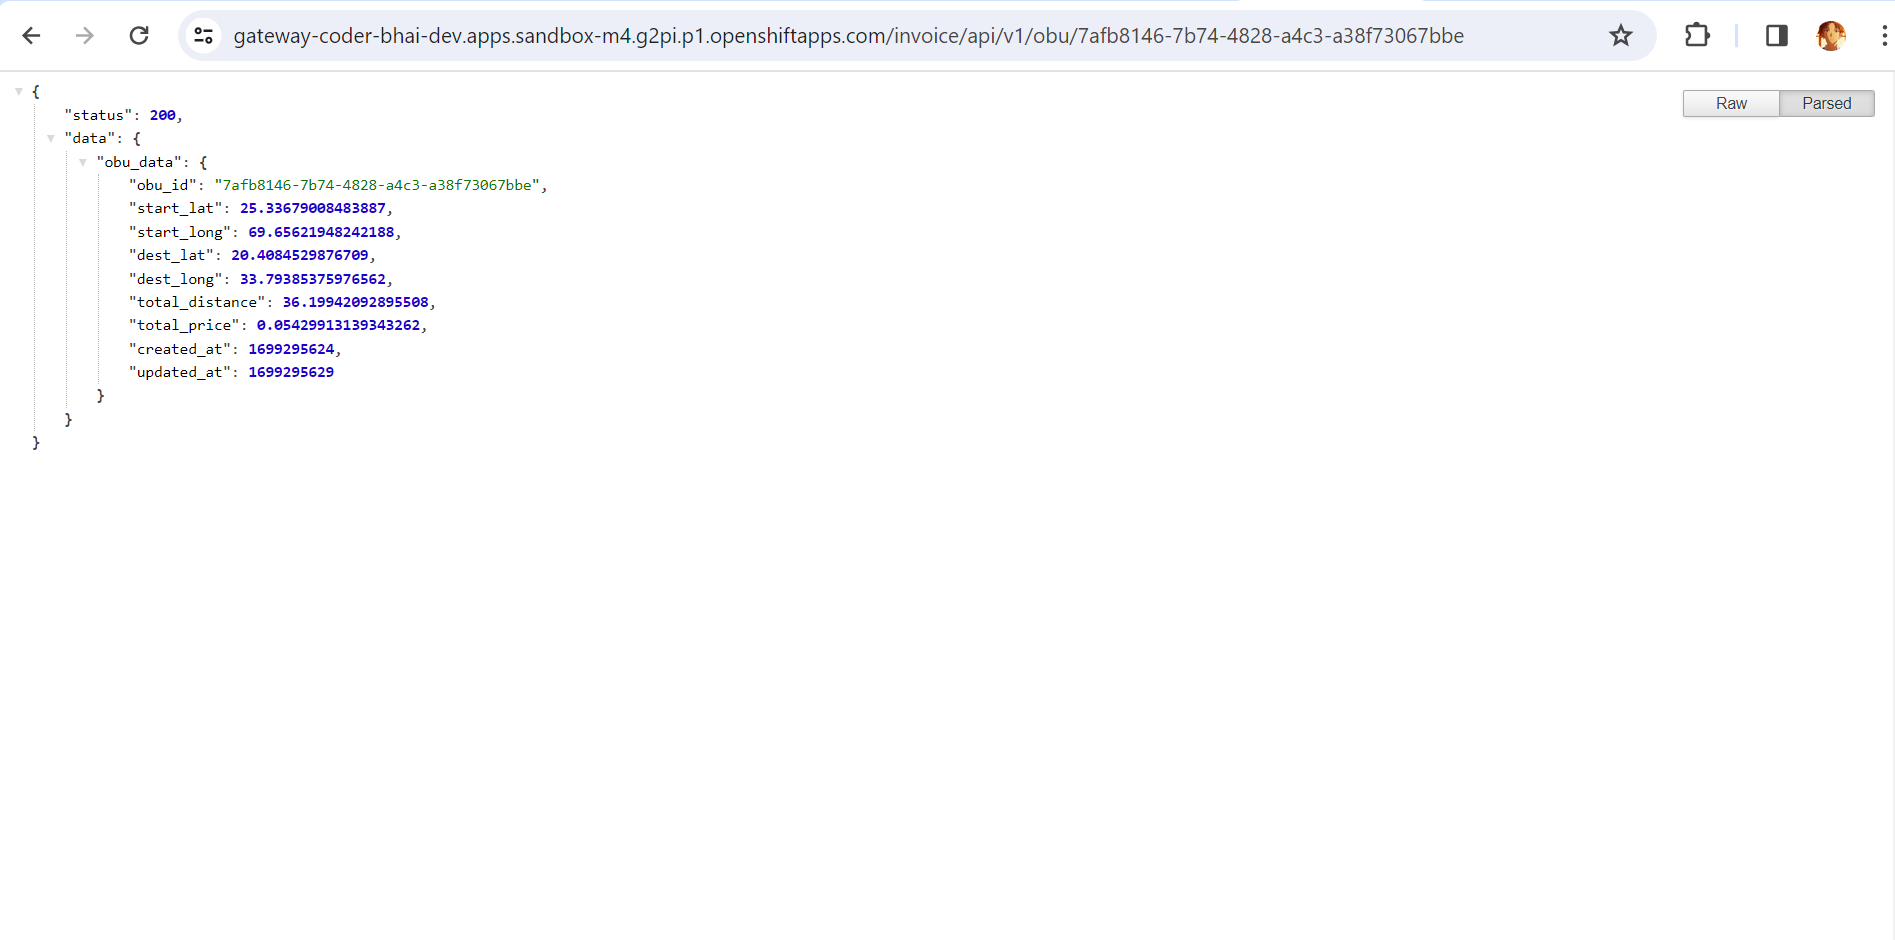 gateway-coder-bhai-dev.apps.sandbox-m4.g2pi.p1.openshiftapps.com/invoice/api/v1/obu/7afb8146-7b74-4828-a4c3-a38f73067bbe
Raw Parsed
{
"status": 200,
"data": {
"obu_data": {
"obu_id": "7afb8146-7b74-4828-a4c3-a38f73067bbe",
"start_lat": 25.33679008483887,
"start_long": 69.65621948242188,
"dest_lat": 20.4084529876709,
"dest_long": 33.79385375976562,
"total_distance": 36.19942092895508,
"total_price": 0.05429913139343262,
"created_at": 1699295624,
"updated_at": 1699295629
}
}
}